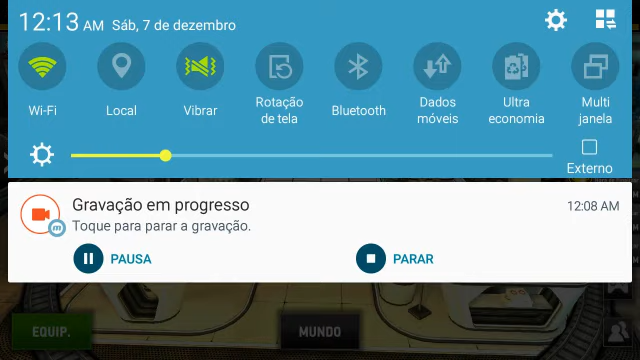 12:13 AM Sáb, 7 de dezembro
Wi-Fi
Local
Vibrar
Rotação
de tela
Bluetooth
Dados
móveis
Ultra
economia
Multi
janela
Externo
Gravação em progresso
12:08 AM
Toque para parar a gravação.
PAUSA
PARAR
EQUIP.
MUNDO